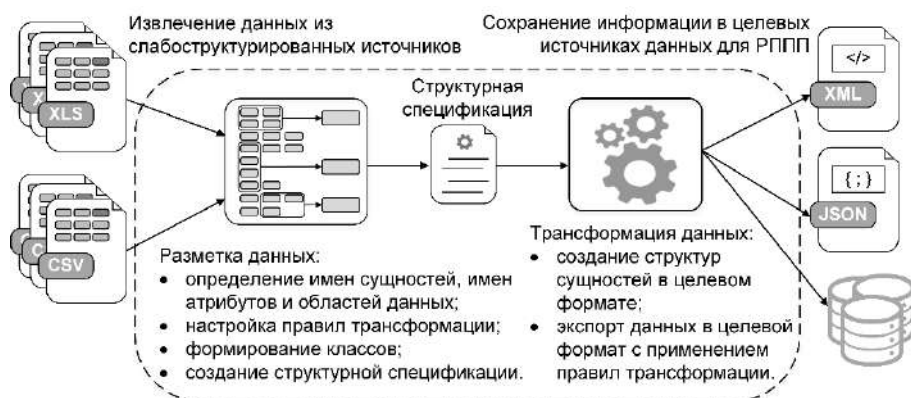 Извлечение данных из
слабоструктурированных источников
Сохранение информации в целевых
источниках данных для РППП
XLS
CSV
Структурная
спецификация
</>
XML
{;}
JSON
Разметка данных:
• определение имен сущностей, имен
атрибутов и областей данных;
• настройка правил трансформации;
• формирование классов;
• создание структурной спецификации.
Трансформация данных:
• создание структур
сущностей в целевом
формате;
• экспорт данных в целевой
формат с применением
правил трансформации.